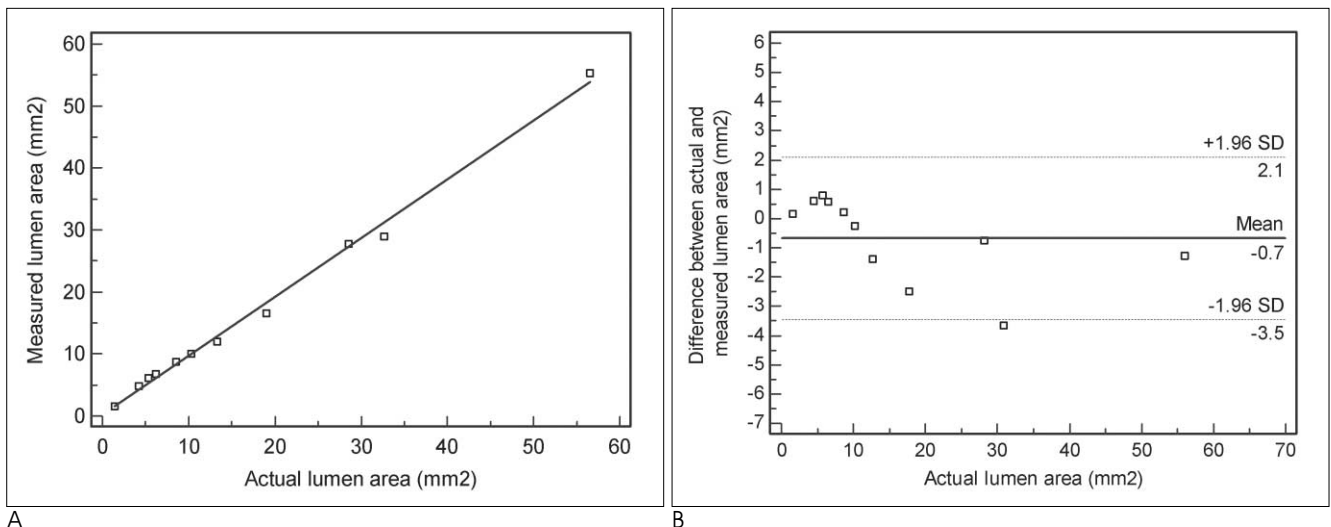 60
50
40
30
20
10
0
Measured lumen area (mm2)
0 10 20 30 40 50 60
Actual lumen area (mm2)
A
6
5
4
3
2
1
0
-1
-2
-3
-4
-5
-6
-7
Difference between actual and
measured lumen area (mm2)
+1.96 SD
2.1
Mean
-0.7
-1.96 SD
-3.5
0 10 20 30 40 50 60 70
Actual lumen area (mm2)
B